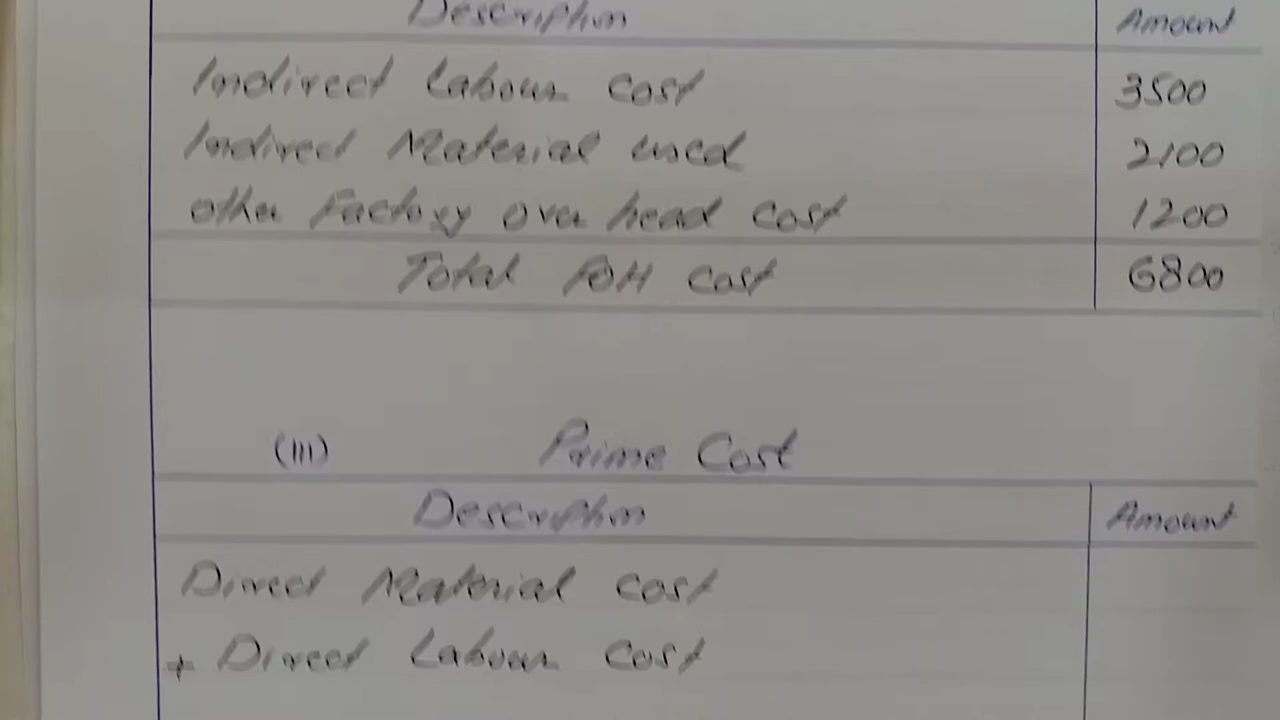 Description Amount
Indirect Labour cost 3500
Indirect Material used 2100
other Factory over head cost 1200
Total FOH cost 6800
(III) Prime Cost
Description Amount
Direct Material cost
+ Direct Labour cost